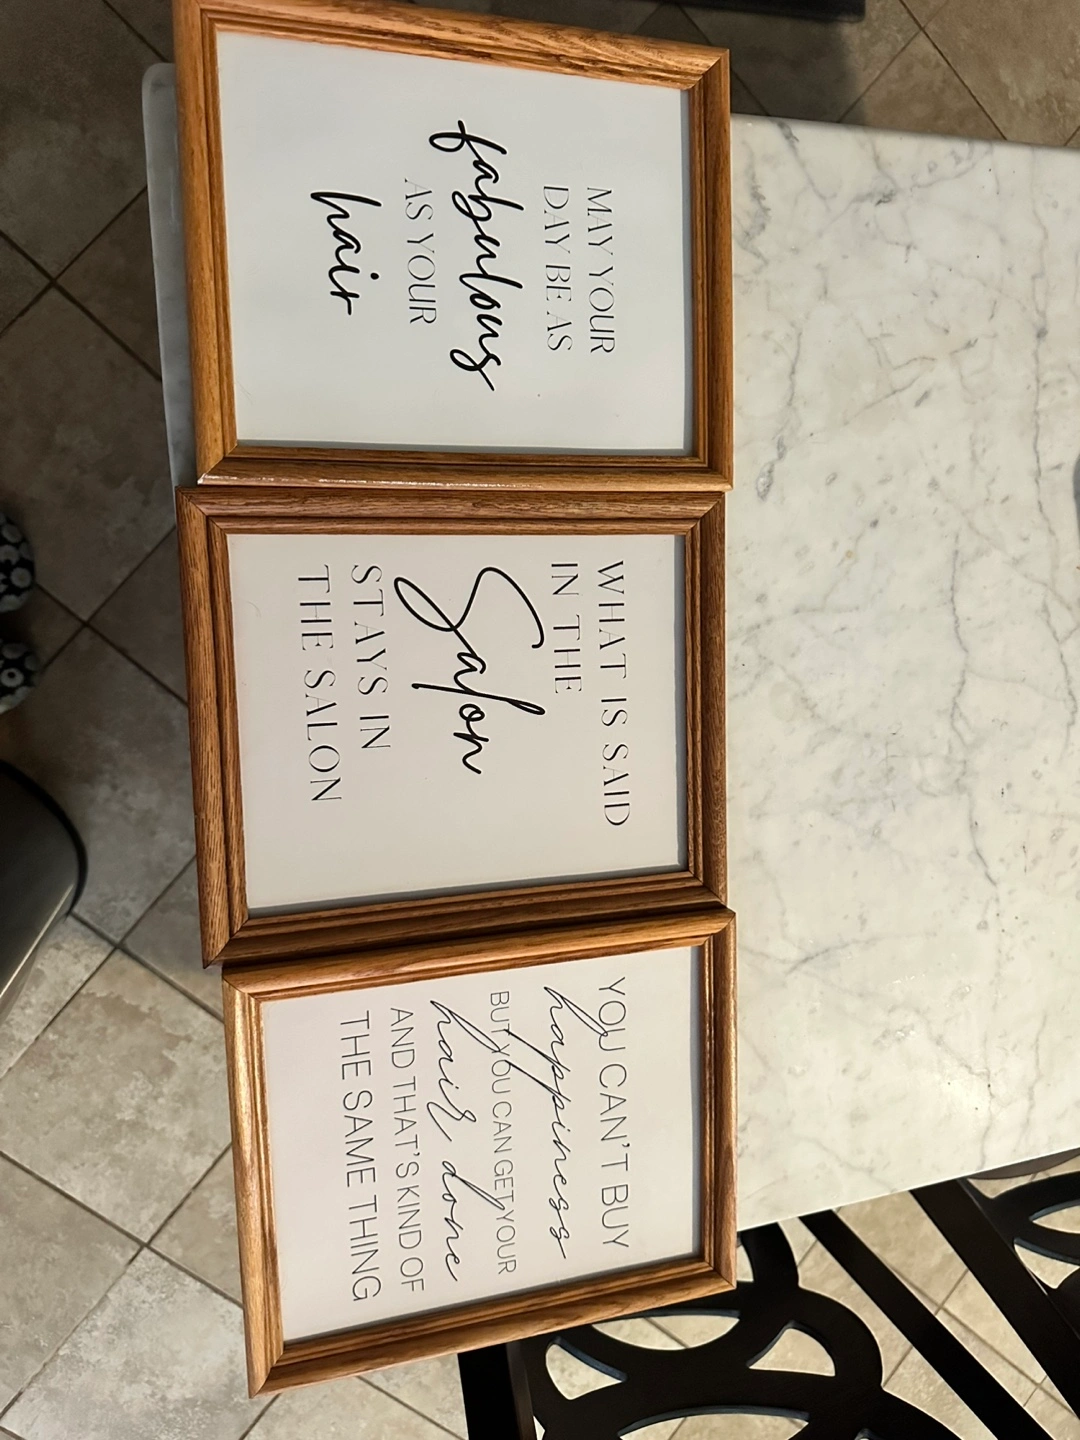 MAY YOUR
DAY BE AS
fabulous
AS YOUR
hair
WHAT IS SAID
IN THE
Salon
STAYS IN
THE SALON
YOU CAN'T BUY
happiness
BUT YOU CAN GET YOUR
hair done
AND THAT'S KIND OF
THE SAME THING